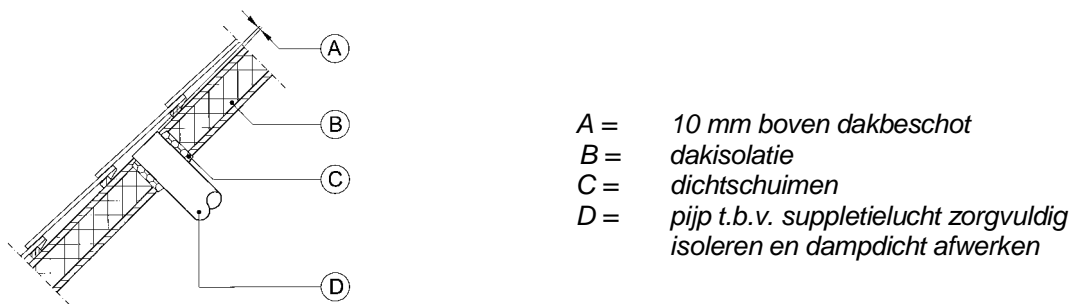 A
B
C
D
A = 10 mm boven dakbeschot
B = dakisolatie
C = dichtschuimen
D = pijp t.b.v. suppletielucht zorgvuldig
isoleren en dampdicht afwerken